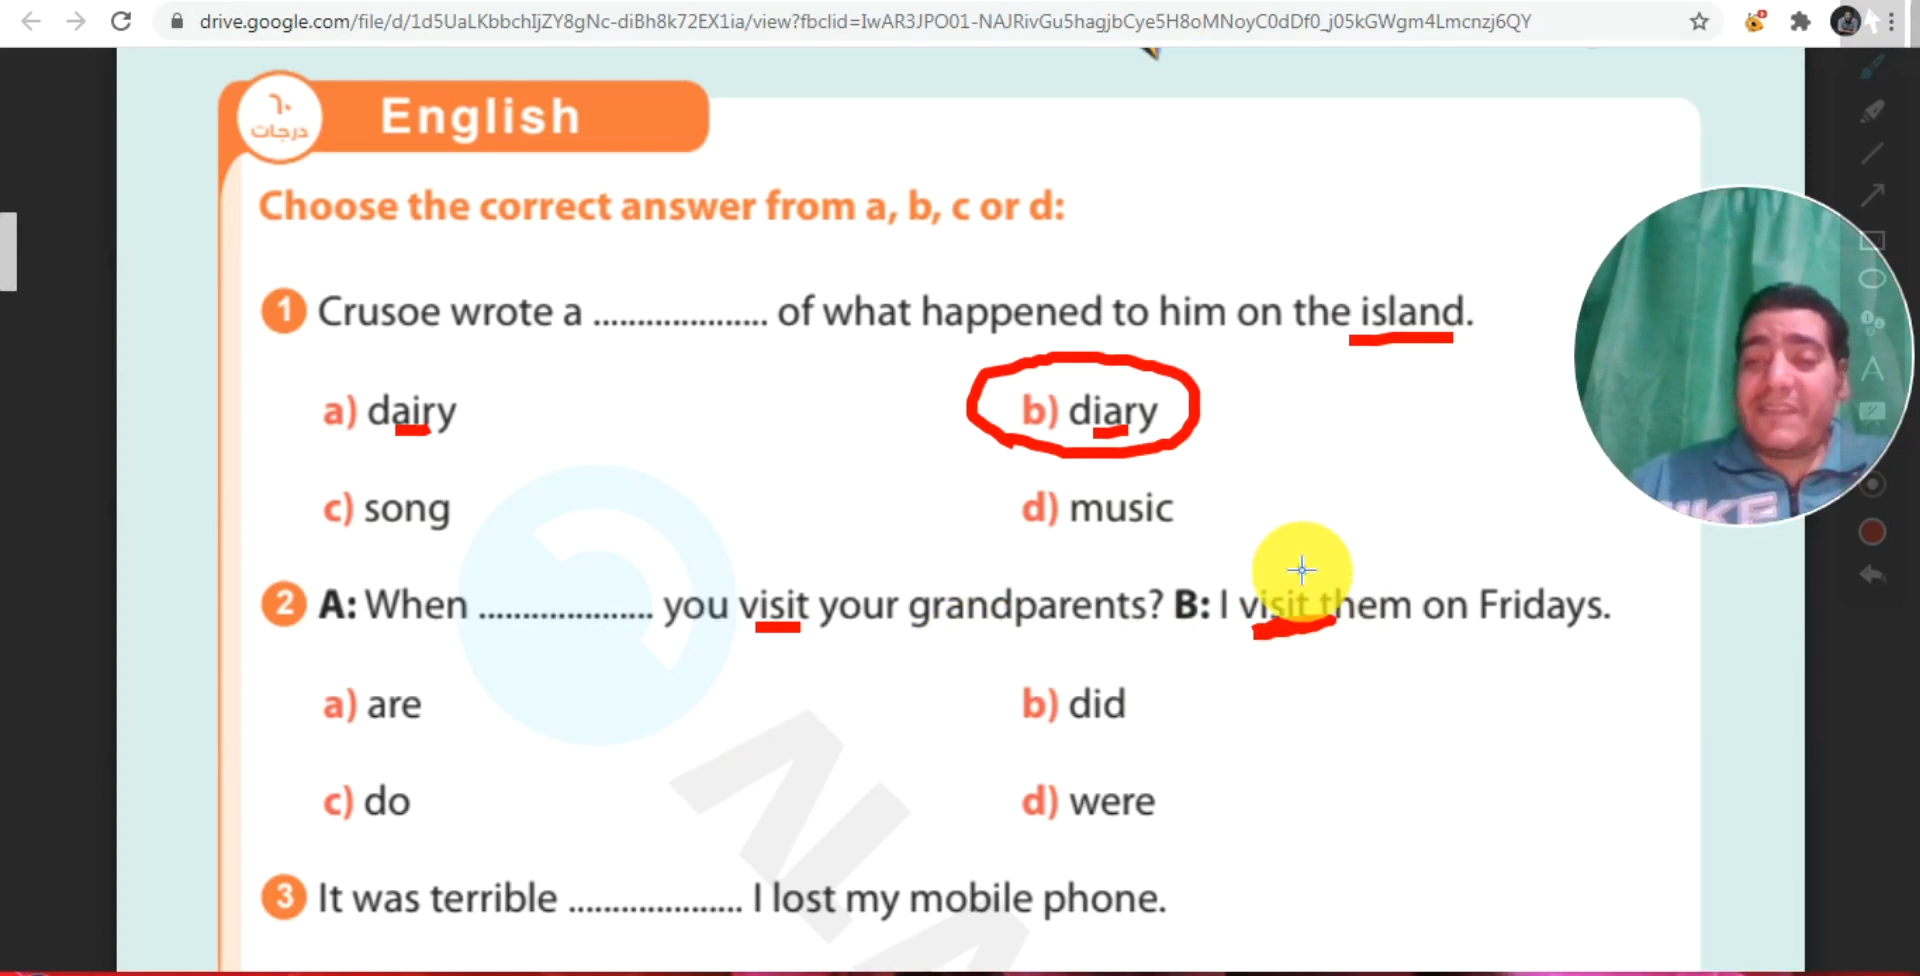 drive.google.com/file/d/1d5UaLKbbchIjZY8gNc-diBh8k72EX1ia/view?fbclid=IwAR3JPO01-NAJRivGu5hagjbCye5H8oMNoyC0dDf0_j05kGWgm4Lmcnzj6QY
٦٠
درجات
English
Choose the correct answer from a, b, c or d:
1 Crusoe wrote a .................... of what happened to him on the island.
a) dairy b) diary
c) song d) music
2 A: When .................... you visit your grandparents? B: I visit them on Fridays.
a) are b) did
c) do d) were
3 It was terrible .................... I lost my mobile phone.